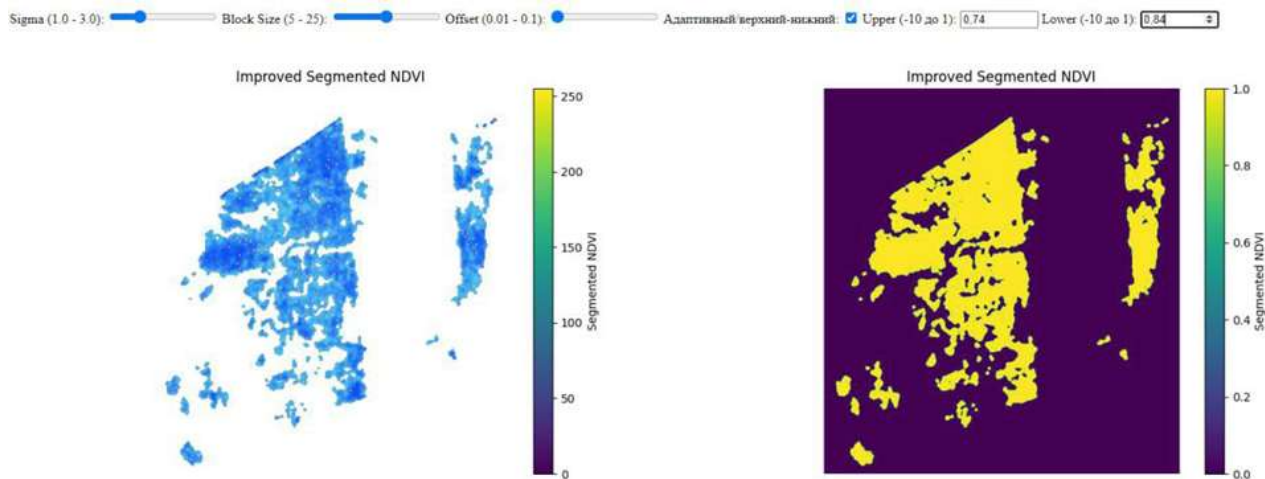 Sigma (1.0 - 3.0): Block Size (5 - 25): Offset (0.01 - 0.1): Адаптивный/верхний-нижний: Upper (-10 до 1): 0,74 Lower (-10 до 1): 0,84
Improved Segmented NDVI
250
200
150
100
50
0
Segmented NDVI
Improved Segmented NDVI
1.0
0.8
0.6
0.4
0.2
0.0
Segmented NDVI